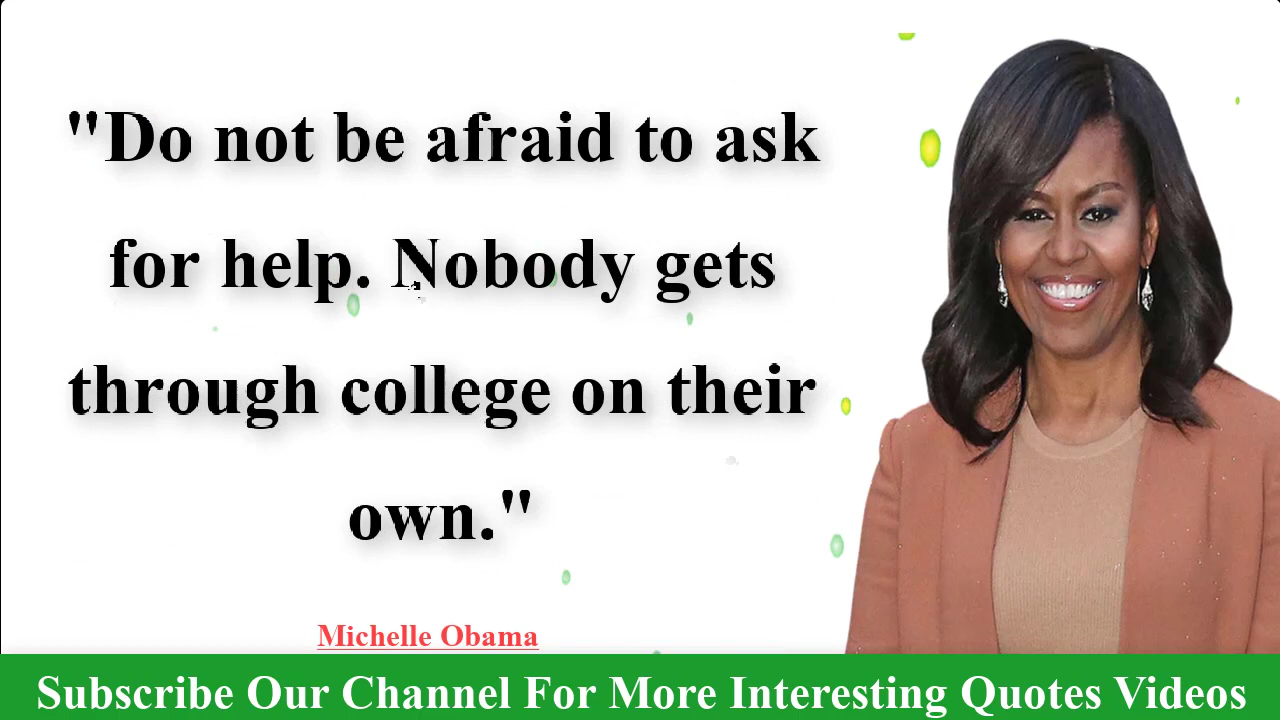 "Do not be afraid to ask
for help. Nobody gets
through college on their
own."
Michelle Obama
Subscribe Our Channel For More Interesting Quotes Videos